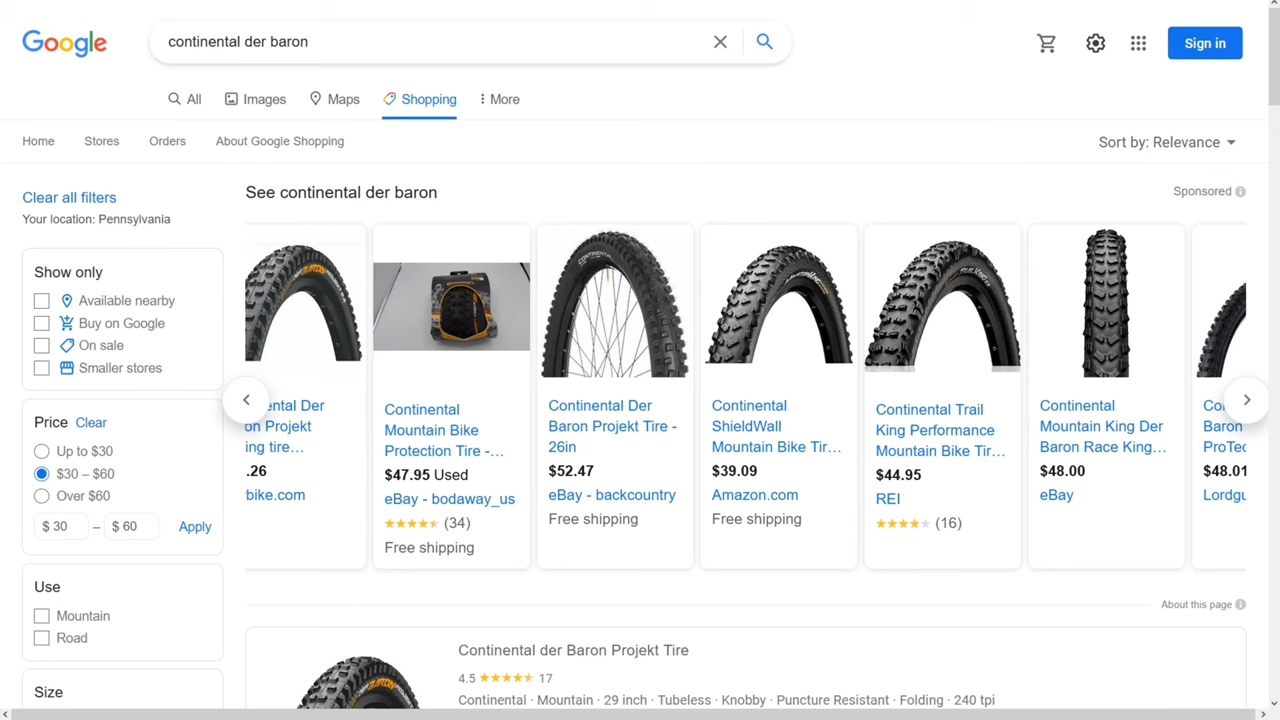 Google
continental der baron
Sign in
All
Images
Maps
Shopping
More
Home
Stores
Orders
About Google Shopping
Sort by: Relevance
Clear all filters
Your location: Pennsylvania
See continental der baron
Sponsored
Show only
Available nearby
Buy on Google
On sale
Smaller stores
Price Clear
Up to $30
$30 – $60
Over $60
$ 30 – $ 60 Apply
Use
Mountain
Road
Size
ental Der
on Projekt
ing tire…
.26
bike.com
Continental
Mountain Bike
Protection Tire -…
$47.95 Used
eBay - bodaway_us
(34)
Free shipping
Continental Der
Baron Projekt Tire -
26in
$52.47
eBay - backcountry
Free shipping
Continental
ShieldWall
Mountain Bike Tir…
$39.09
Amazon.com
Free shipping
Continental Trail
King Performance
Mountain Bike Tir…
$44.95
REI
(16)
Continental
Mountain King Der
Baron Race King…
$48.00
eBay
Co
Baron
ProTec
$48.01
Lordgu
About this page
Continental der Baron Projekt Tire
4.5 17
Continental · Mountain · 29 inch · Tubeless · Knobby · Puncture Resistant · Folding · 240 tpi